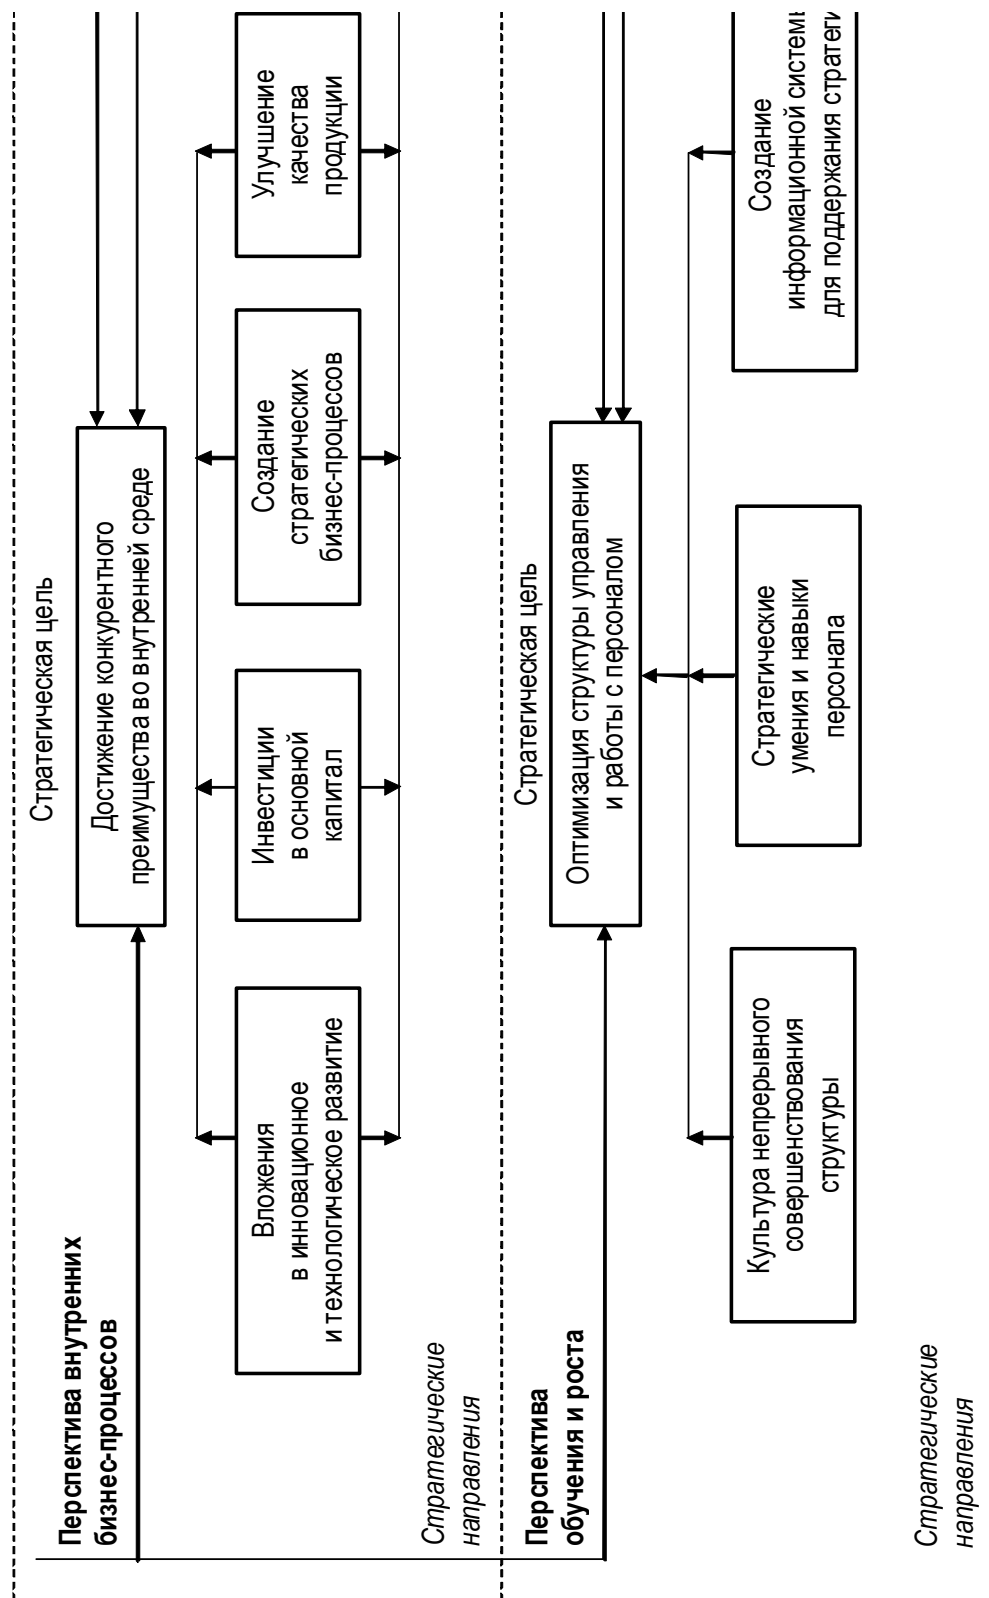 Перспектива внутренних
бизнес-процессов
Стратегическая цель
Достижение конкурентного
преимущества во внутренней среде
Вложения
в инновационное
и технологическое развитие
Инвестиции
в основной
капитал
Создание
стратегических
бизнес-процессов
Улучшение
качества
продукции
Стратегические
направления
Перспектива
обучения и роста
Стратегическая цель
Оптимизация структуры управления
и работы с персоналом
Культура непрерывного
совершенствования
структуры
Стратегические
умения и навыки
персонала
Создание
информационной
для поддержания
Стратегические
направления